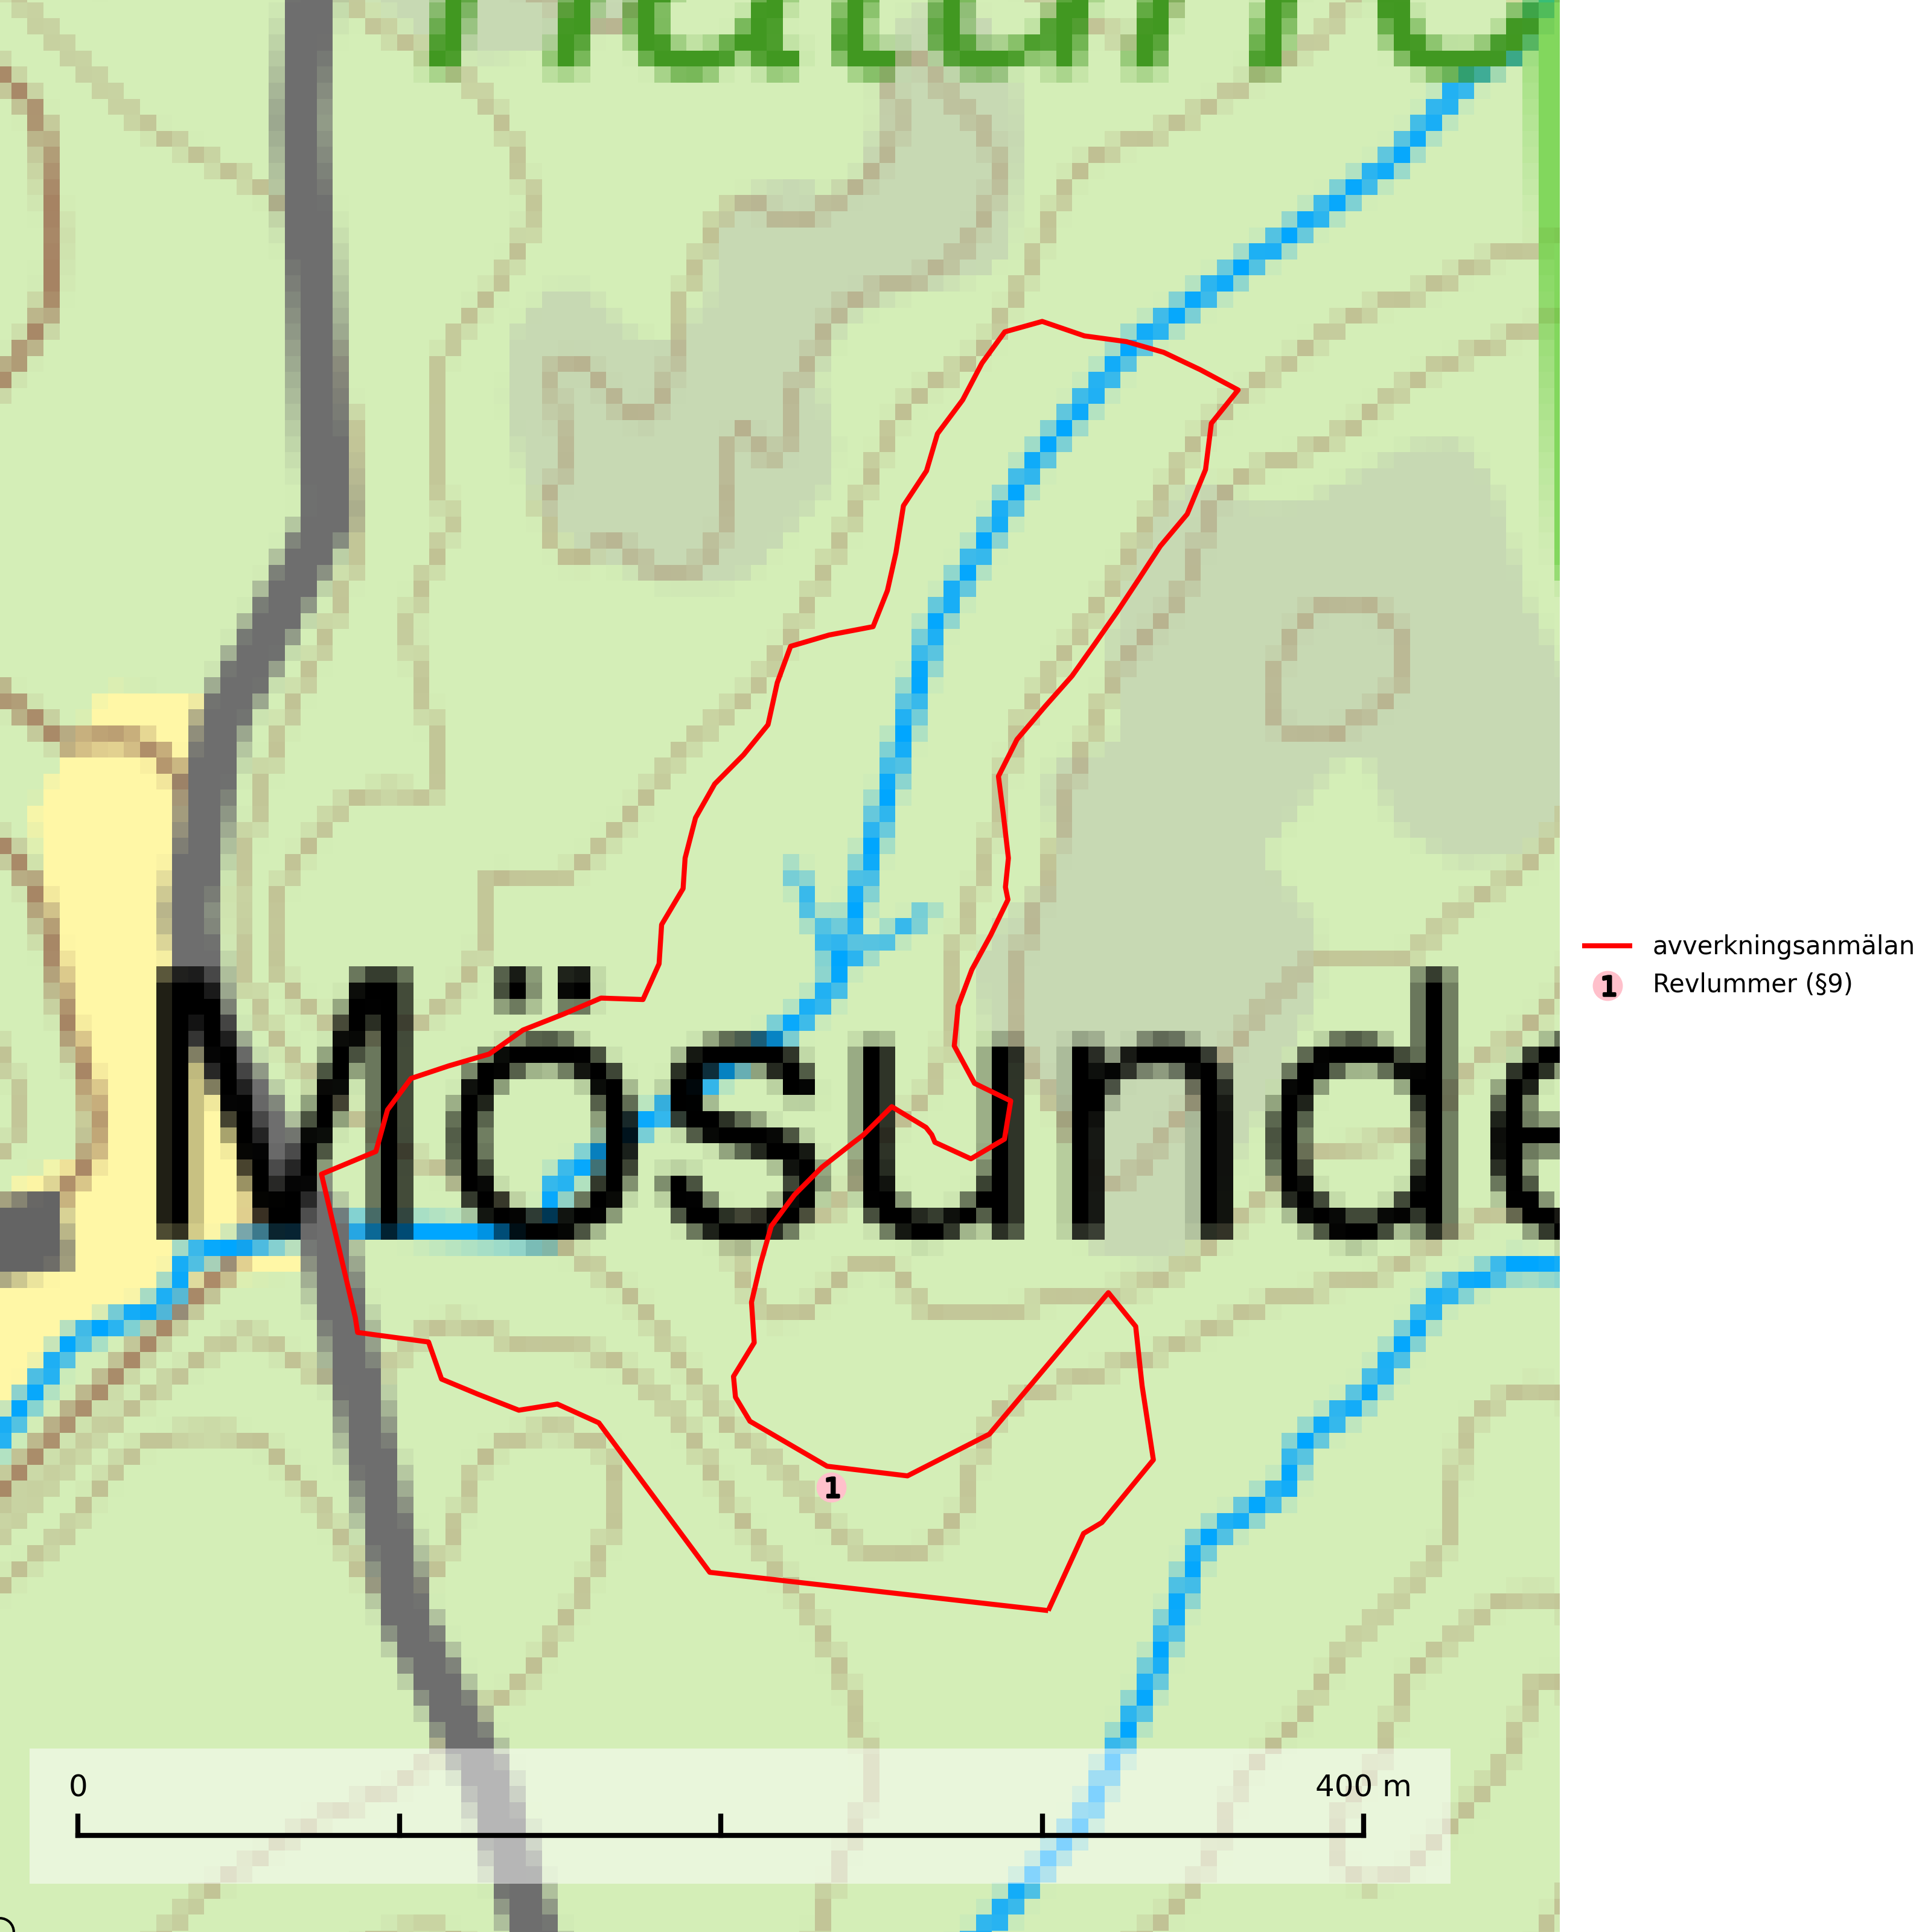 Mösunde
avverkningsanmälan
1 Revlummer (§9)
1
0 400 m